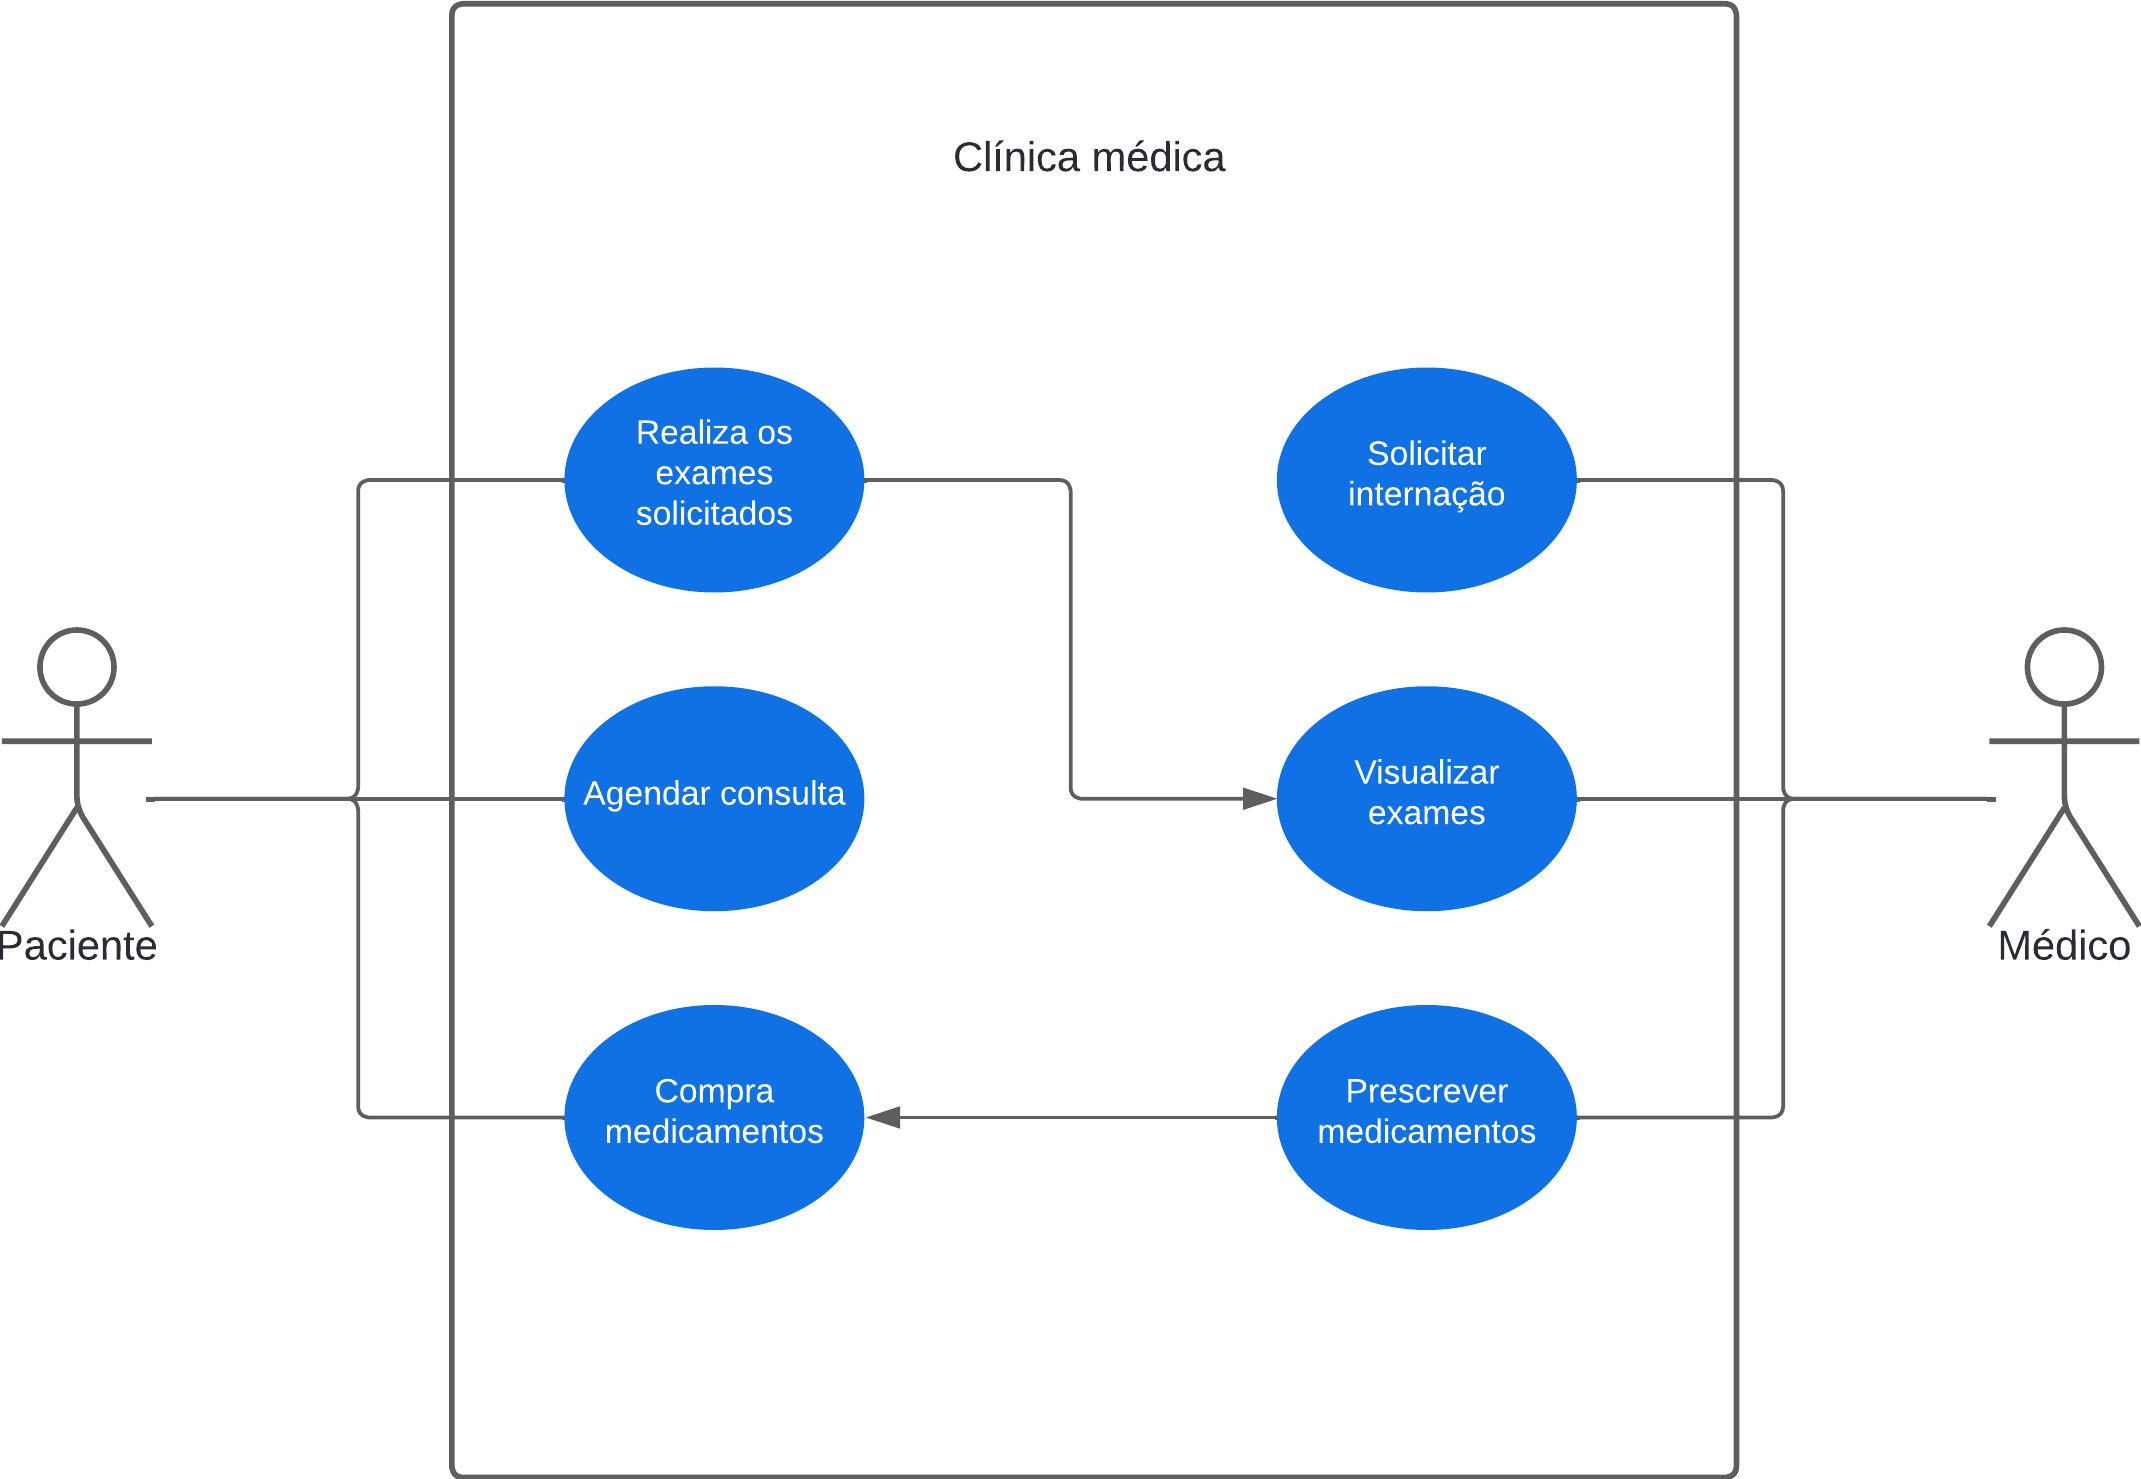 Clínica médica
Realiza os
exames
solicitados
Solicitar
internação
Agendar consulta
Visualizar
exames
Paciente
Médico
Compra
medicamentos
Prescrever
medicamentos